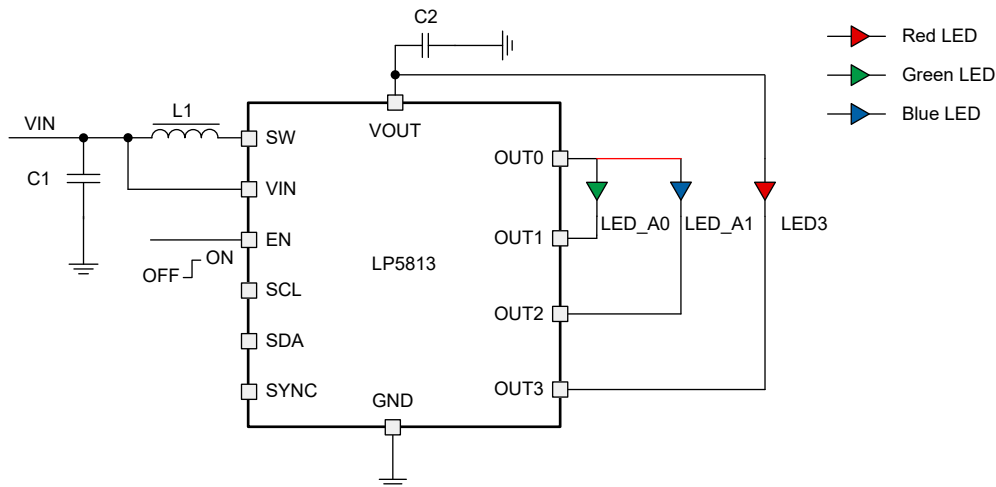 C2
Red LED
Green LED
Blue LED
VIN
L1
SW
VOUT
OUT0
C1
VIN
LED_A0
LED_A1
LED3
EN
OUT1
ON
OFF
LP5813
SCL
OUT2
SDA
SYNC
GND
OUT3